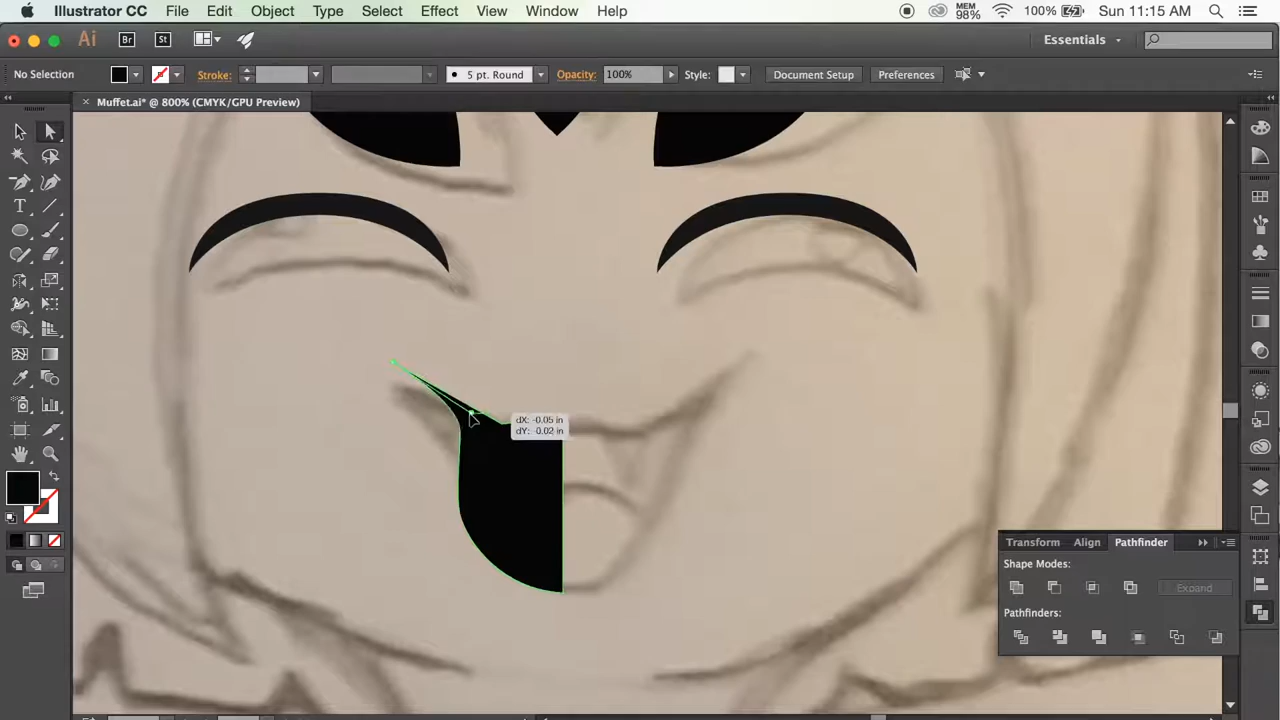 Illustrator CC File Edit Object Type Select Effect View Window Help MEM 98% 100% Sun 11:15 AM
Ai Br St Essentials
No Selection Stroke: 5 pt. Round Opacity: 100% Style: Document Setup Preferences
× Muffet.ai* @ 800% (CMYK/GPU Preview)
dX: -0.05 in
dY: -0.02 in
Transform Align Pathfinder
Shape Modes:
Expand
Pathfinders: